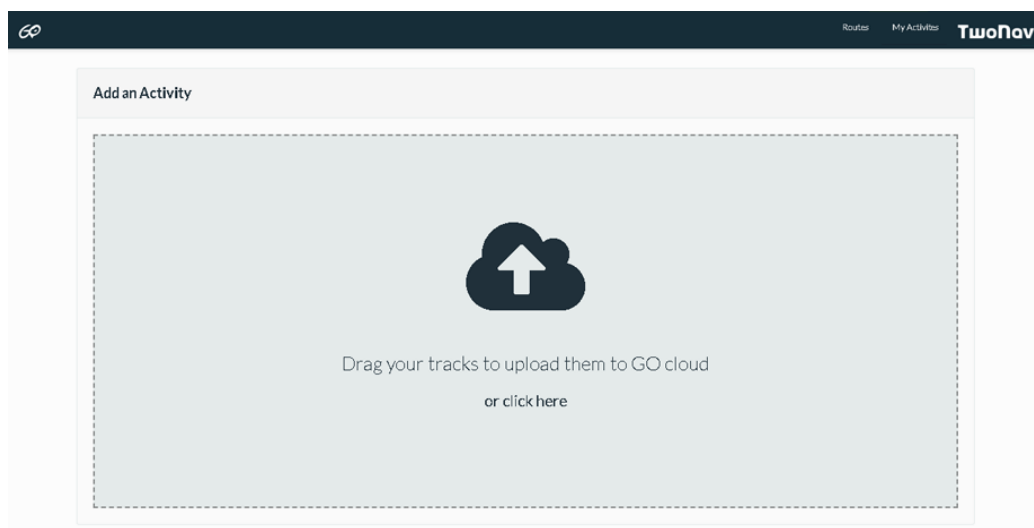 GO
Routes
My Activites
TwoNav
Add an Activity
Drag your tracks to upload them to GO cloud
or click here